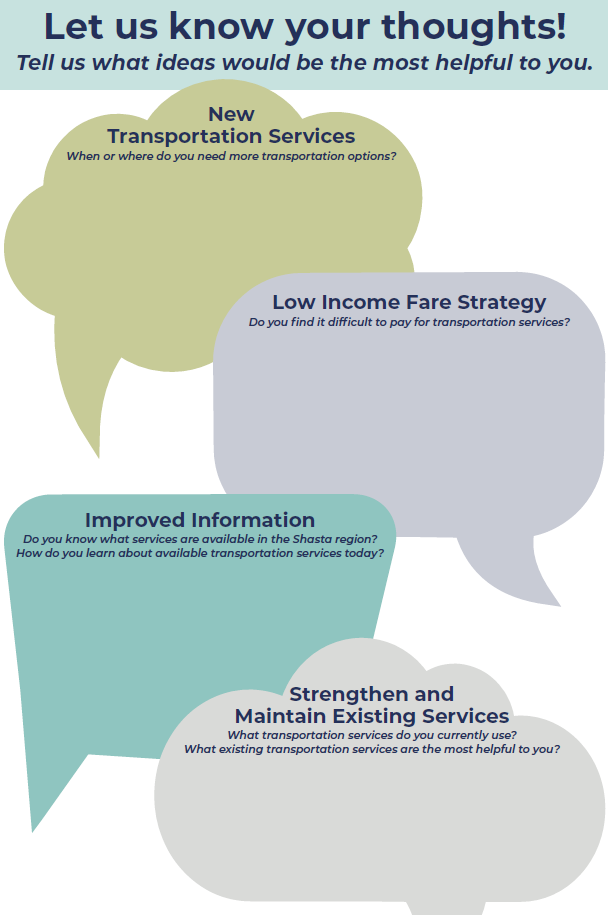 Let us know your thoughts!
Tell us what ideas would be the most helpful to you.
New
Transportation Services
When or where do you need more transportation options?
Low Income Fare Strategy
Do you find it difficult to pay for transportation services?
Improved Information
Do you know what services are available in the Shasta region?
How do you learn about available transportation services today?
Strengthen and
Maintain Existing Services
What transportation services do you currently use?
What existing transportation services are the most helpful to you?